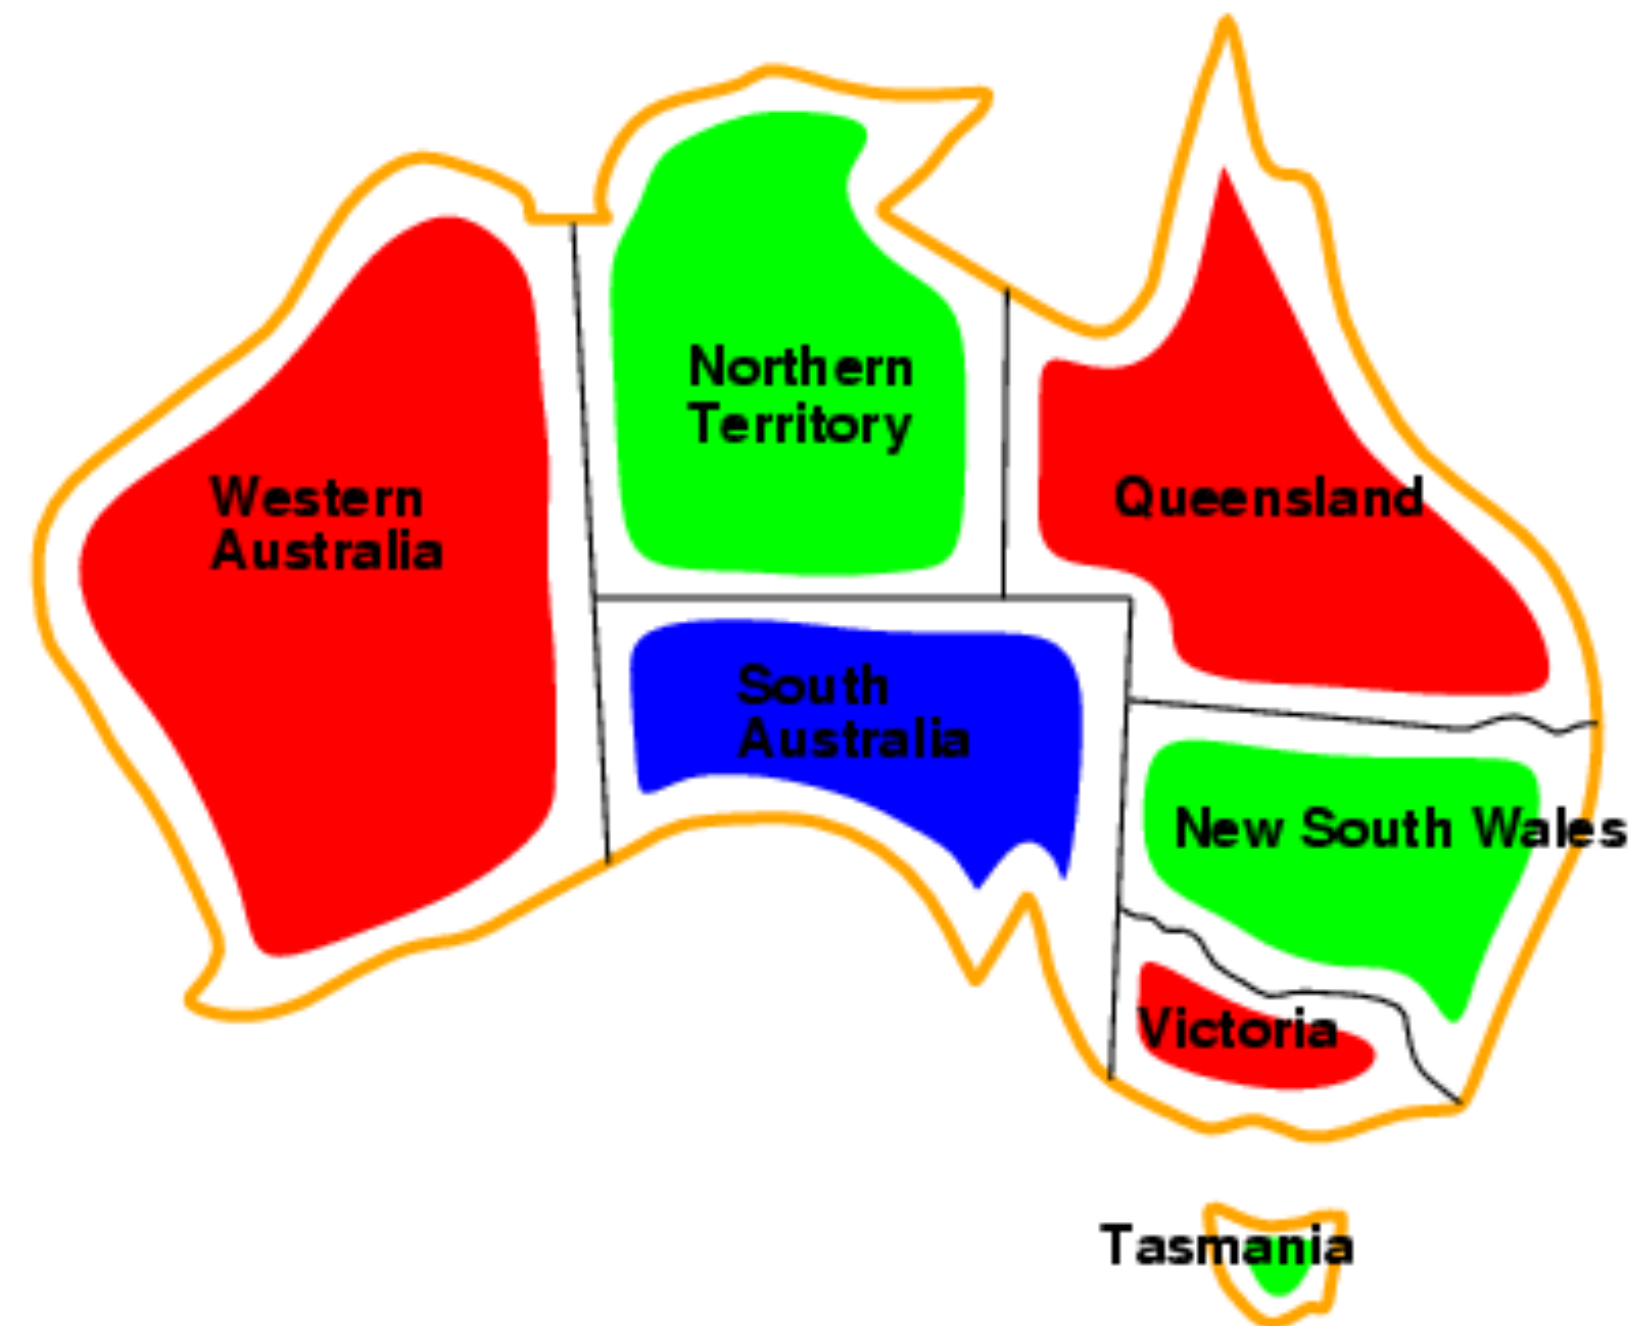 Northern
Territory
Western
Australia
Queensland
South
Australia
New South Wales
Victoria
Tasmania